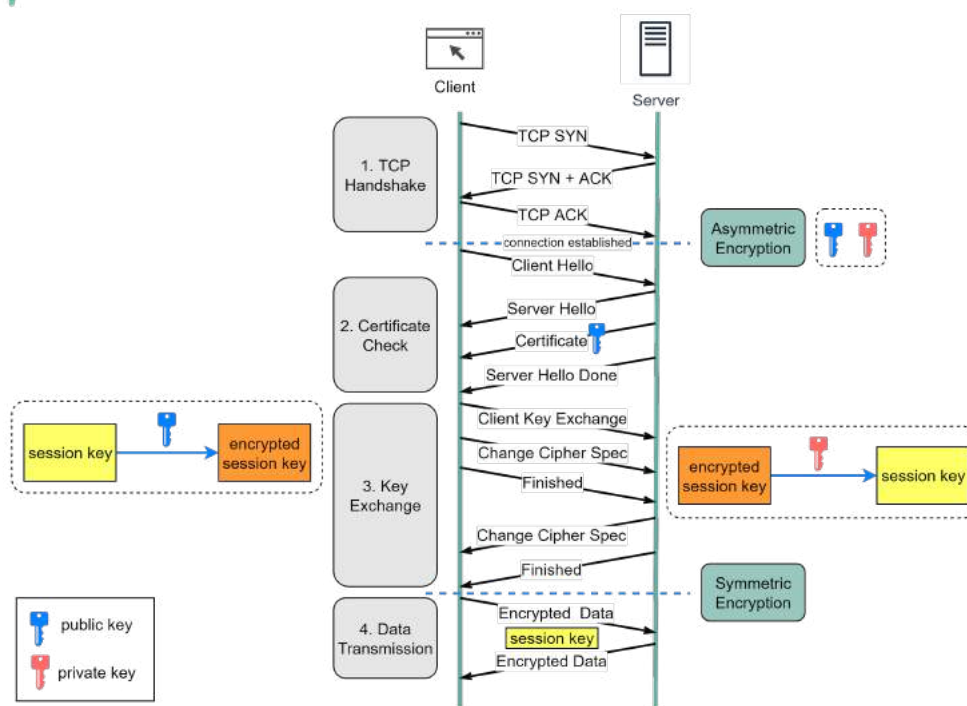 Client
Server
1. TCP
Handshake
TCP SYN
TCP SYN + ACK
TCP ACK
connection established
Asymmetric
Encryption
Client Hello
2. Certificate
Check
Server Hello
Certificate
Server Hello Done
3. Key
Exchange
Client Key Exchange
Change Cipher Spec
Finished
Change Cipher Spec
Finished
session key
encrypted
session key
encrypted
session key
session key
Symmetric
Encryption
4. Data
Transmission
Encrypted Data
session key
Encrypted Data
public key
private key